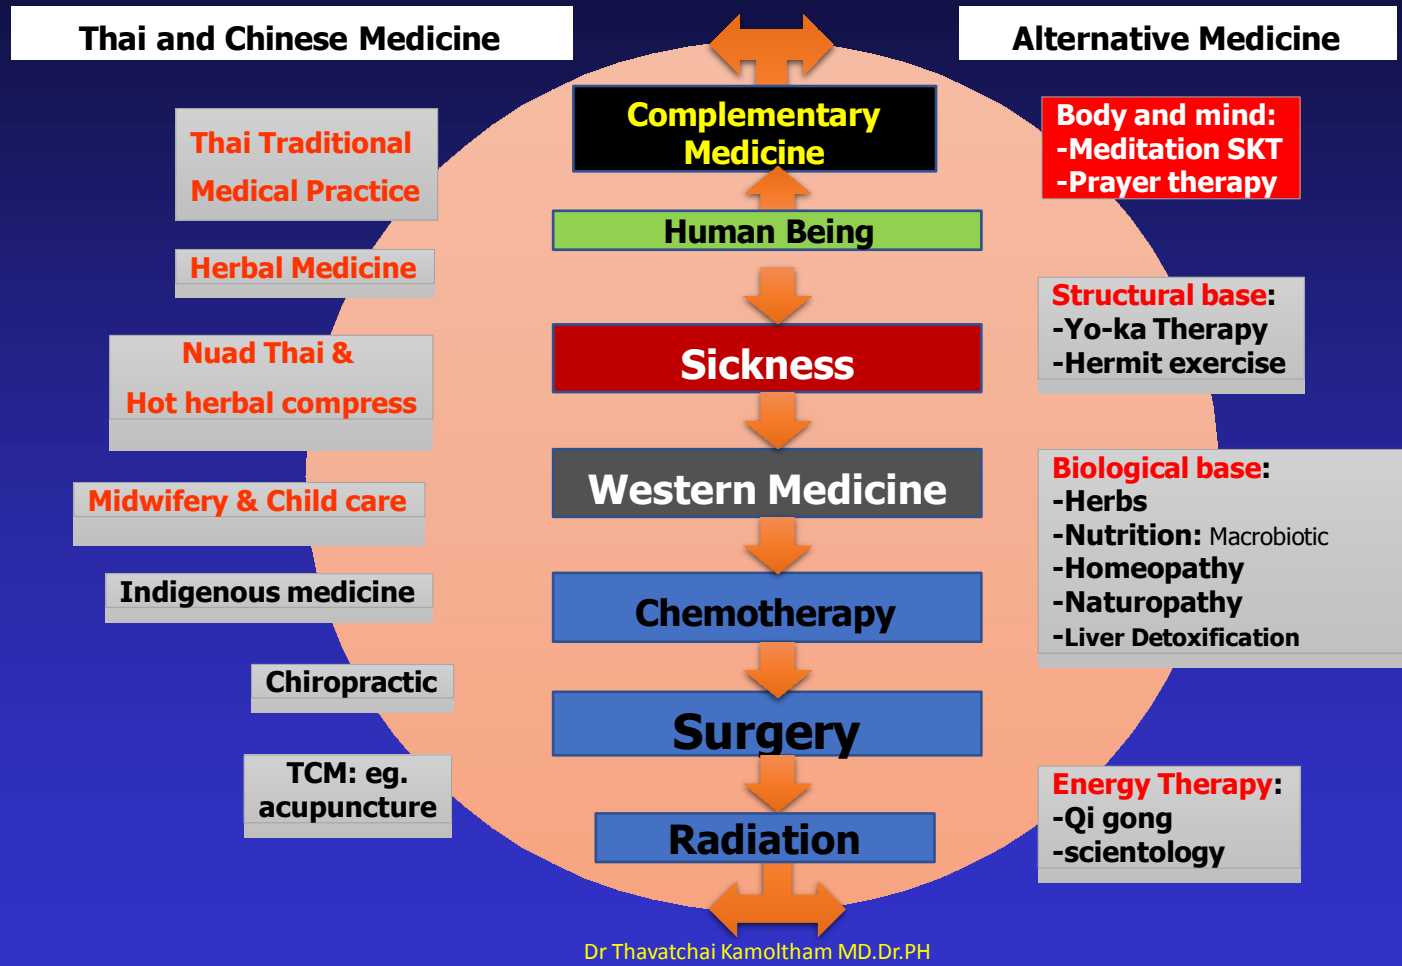 Thai and Chinese Medicine
Alternative Medicine
Complementary
Medicine
Human Being
Sickness
Western Medicine
Chemotherapy
Surgery
Radiation
Thai Traditional
Medical Practice
Herbal Medicine
Nuad Thai &
Hot herbal compress
Midwifery & Child care
Indigenous medicine
Chiropractic
TCM: eg.
acupuncture
Body and mind:
-Meditation SKT
-Prayer therapy
Structural base:
-Yo-ka Therapy
-Hermit exercise
Biological base:
-Herbs
-Nutrition: Macrobiotic
-Homeopathy
-Naturopathy
-Liver Detoxification
Energy Therapy:
-Qi gong
-scientology
Dr Thavatchai Kamoltham MD.Dr.PH